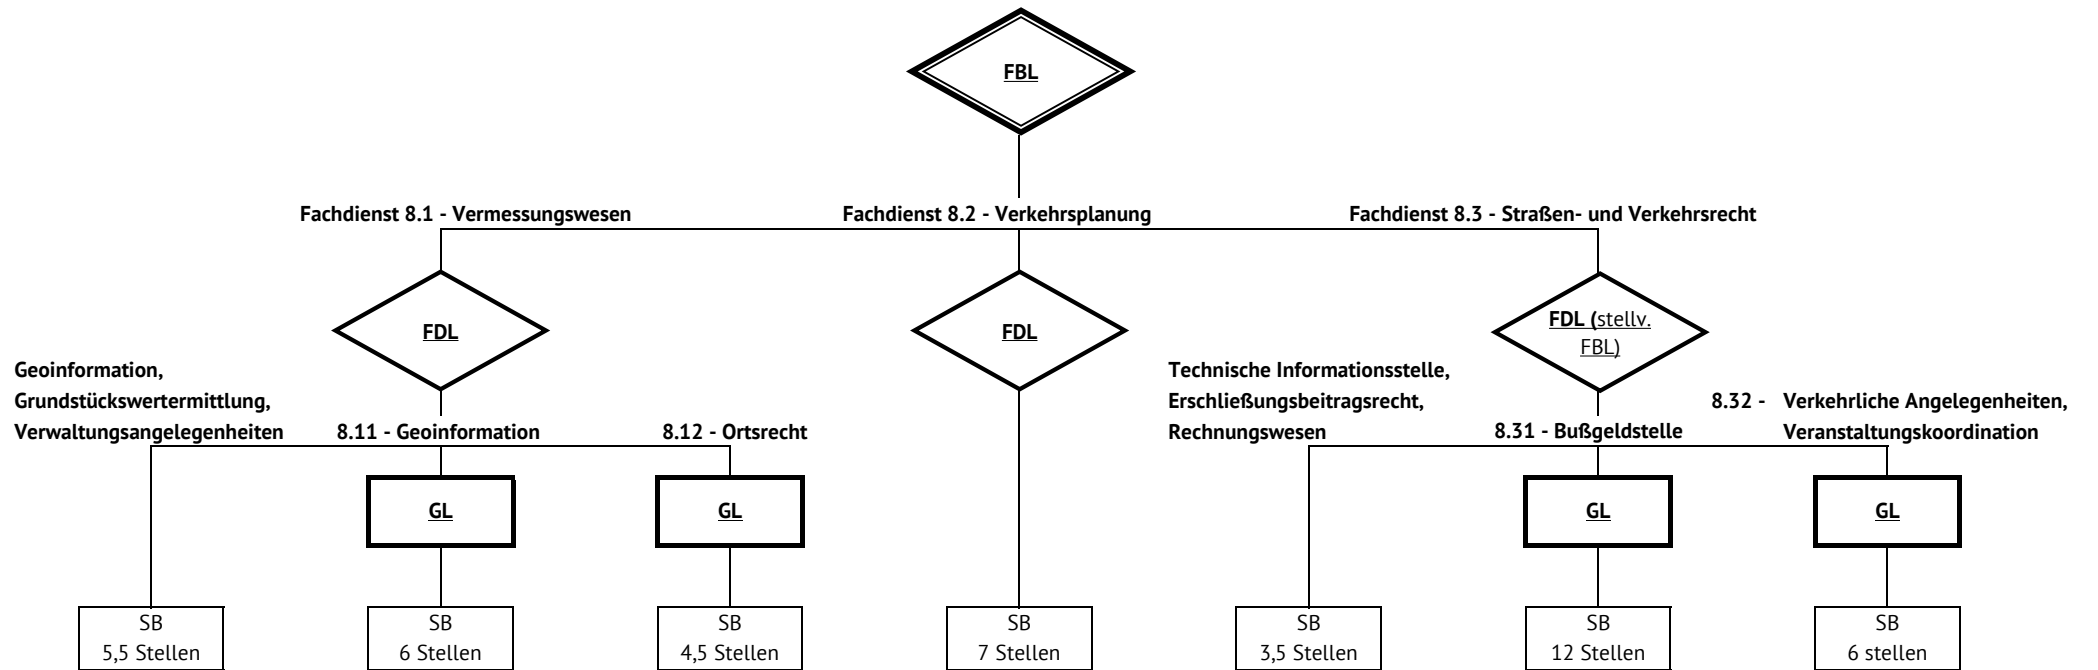 FBL
Fachdienst 8.1 - Vermessungswesen
Fachdienst 8.2 - Verkehrsplanung
Fachdienst 8.3 - Straßen- und Verkehrsrecht
FDL
FDL
FDL (stellv.
FBL)
Geoinformation,
Grundstückswertermittlung,
Verwaltungsangelegenheiten
8.11 - Geoinformation
8.12 - Ortsrecht
Technische Informationsstelle,
Erschließungsbeitragsrecht,
Rechnungswesen
8.31 - Bußgeldstelle
8.32 - Verkehrliche Angelegenheiten,
Veranstaltungskoordination
GL
GL
GL
GL
SB
5,5 Stellen
SB
6 Stellen
SB
4,5 Stellen
SB
7 Stellen
SB
3,5 Stellen
SB
12 Stellen
SB
6 stellen